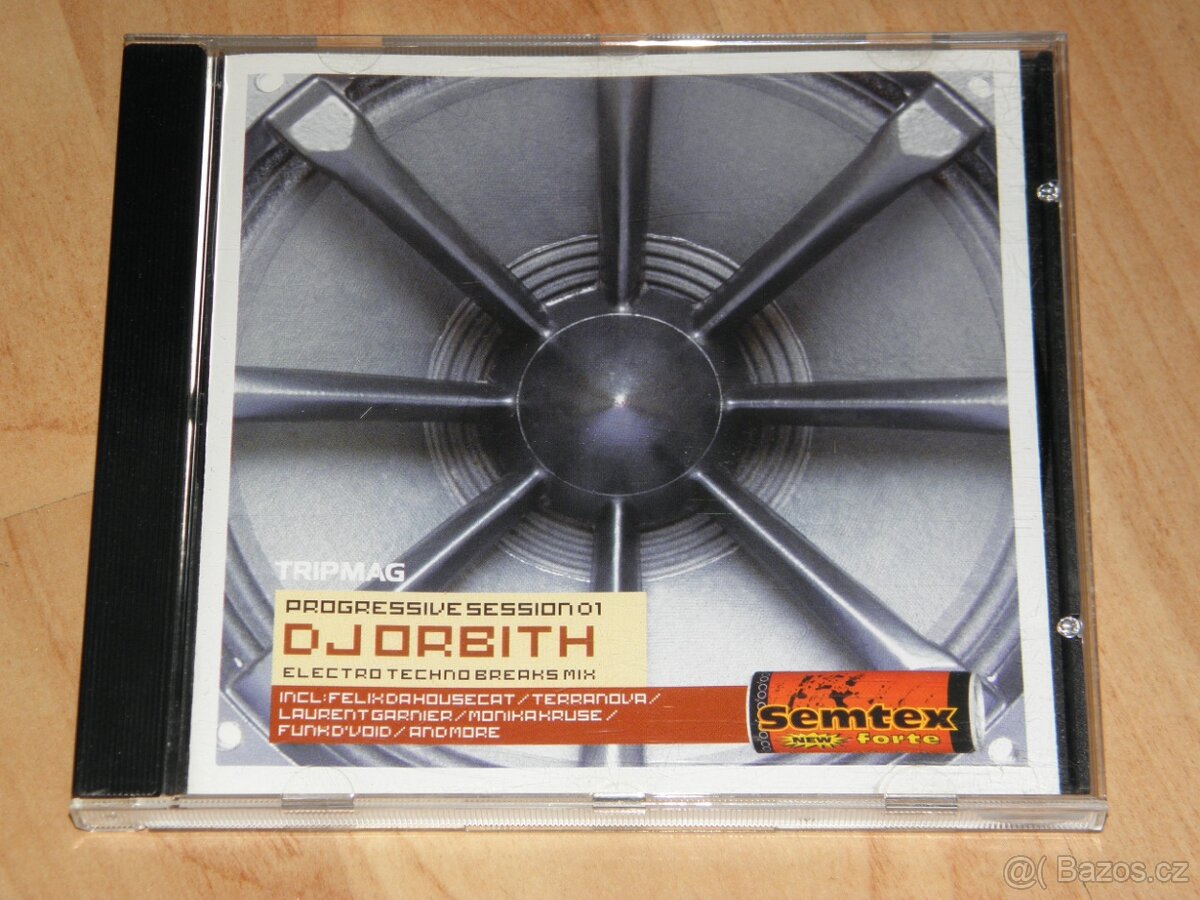 TRIPMAG
PROGRESSIVE SESSION 01
DJ ORBITH
ELECTRO TECHNO BREAKS MIX
INCL: FELIX DA HOUSECAT / TERRANOVA /
LAURENT GARNIER / MONIKA KRUSE /
FUNK D'VOID / AND MORE
semtex
NEW forte
@( Bazos.cz